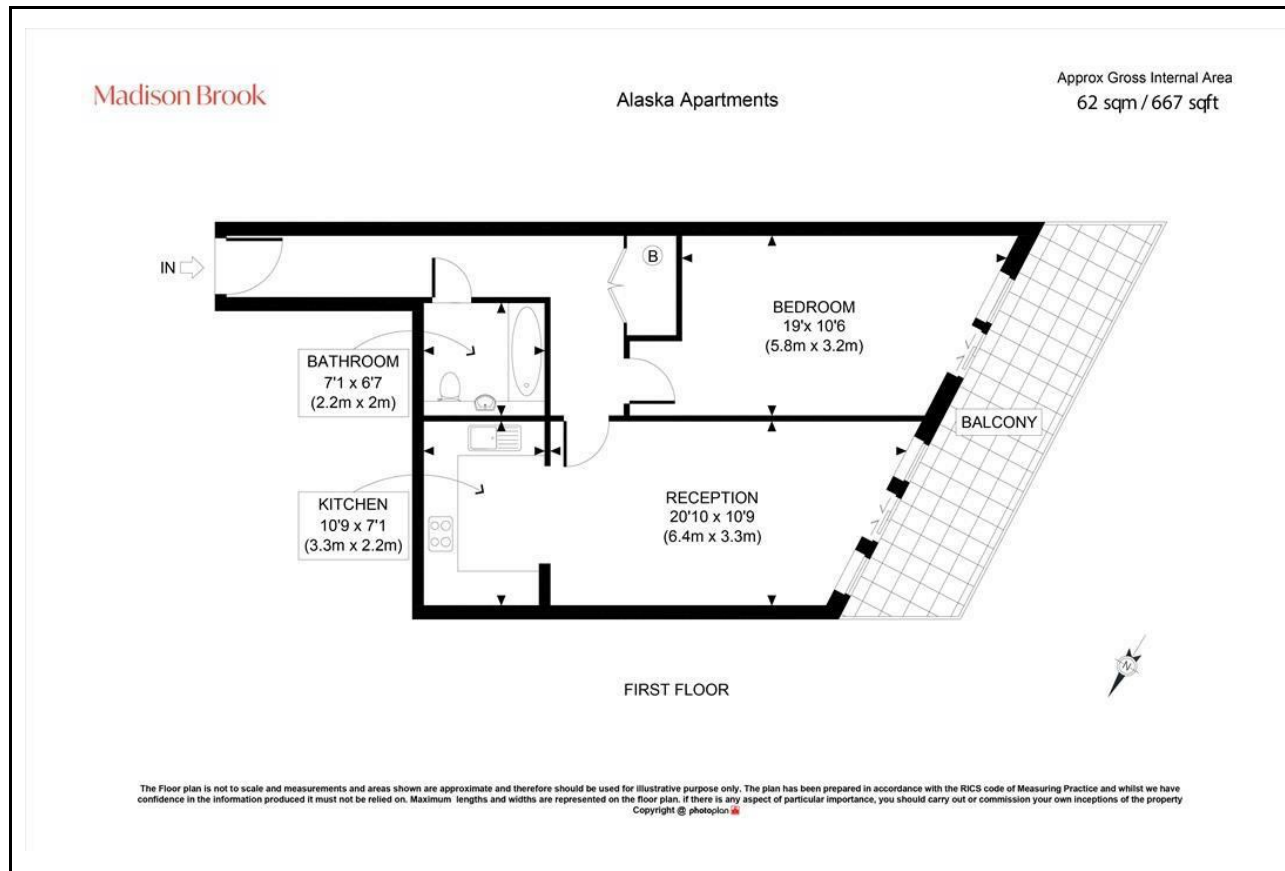 Madison Brook
Alaska Apartments
Approx Gross Internal Area
62 sqm / 667 sqft
IN
B
BEDROOM
19'x 10'6
(5.8m x 3.2m)
BATHROOM
7'1 x 6'7
(2.2m x 2m)
BALCONY
KITCHEN
10'9 x 7'1
(3.3m x 2.2m)
RECEPTION
20'10 x 10'9
(6.4m x 3.3m)
N
FIRST FLOOR
The Floor plan is not to scale and measurements and areas shown are approximate and therefore should be used for illustrative purpose only. The plan has been prepared in accordance with the RICS code of Measuring Practice and whilst we have
confidence in the information produced it must not be relied on. Maximum lengths and widths are represented on the floor plan. if there is any aspect of particular importance, you should carry out or commission your own inceptions of the property
Copyright @ photoplan